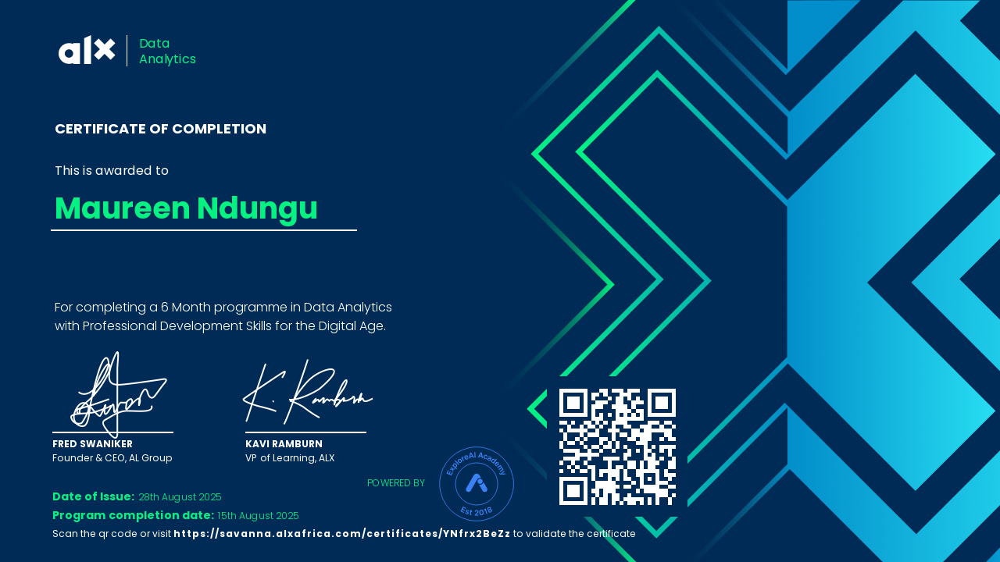 alx
Data
Analytics
CERTIFICATE OF COMPLETION
This is awarded to
Maureen Ndungu
For completing a 6 Month programme in Data Analytics
with Professional Development Skills for the Digital Age.
K. Ramburn
FRED SWANIKER
Founder & CEO, AL Group
KAVI RAMBURN
VP of Learning, ALX
POWERED BY
ExploreAI Academy
Est 2018
Date of Issue: 28th August 2025
Program completion date: 15th August 2025
Scan the qr code or visit https://savanna.alxafrica.com/certificates/YNfrx2BeZz to validate the certificate